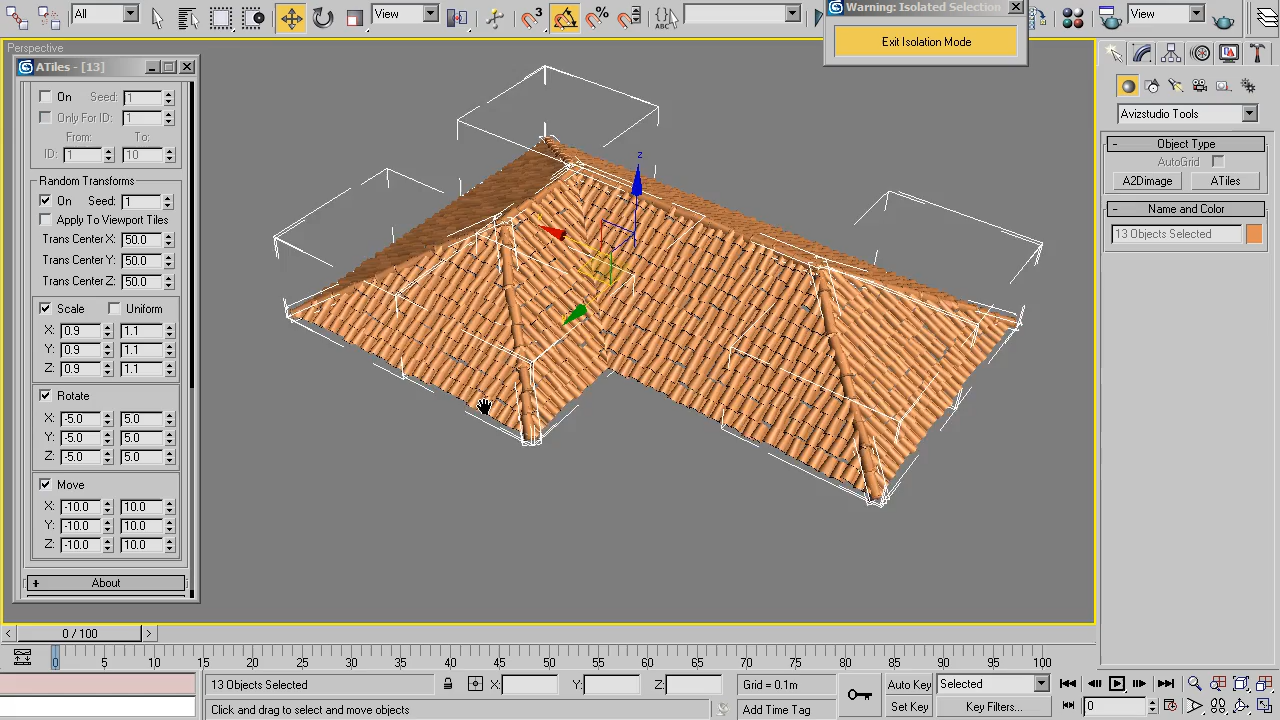 All
View
3
%
ABC
Warning: Isolated Selection
Exit Isolation Mode
View
Perspective
ATiles - [13]
On Seed: 1
Only For ID: 1
From: To:
ID: 1 10
Random Transforms
On Seed: 1
Apply To Viewport Tiles
Trans Center X: 50.0
Trans Center Y: 50.0
Trans Center Z: 50.0
Scale Uniform
X: 0.9 1.1
Y: 0.9 1.1
Z: 0.9 1.1
Rotate
X: -5.0 5.0
Y: -5.0 5.0
Z: -5.0 5.0
Move
X: -10.0 10.0
Y: -10.0 10.0
Z: -10.0 10.0
+ About
z
Avizstudio Tools
- Object Type
AutoGrid
A2Dimage ATiles
- Name and Color
13 Objects Selected
< 0 / 100 >
0 5 10 15 20 25 30 35 40 45 50 55 60 65 70 75 80 85 90 95 100
13 Objects Selected X: Y: Z: Grid = 0.1m Auto Key Selected
Click and drag to select and move objects Add Time Tag Set Key Key Filters... 0